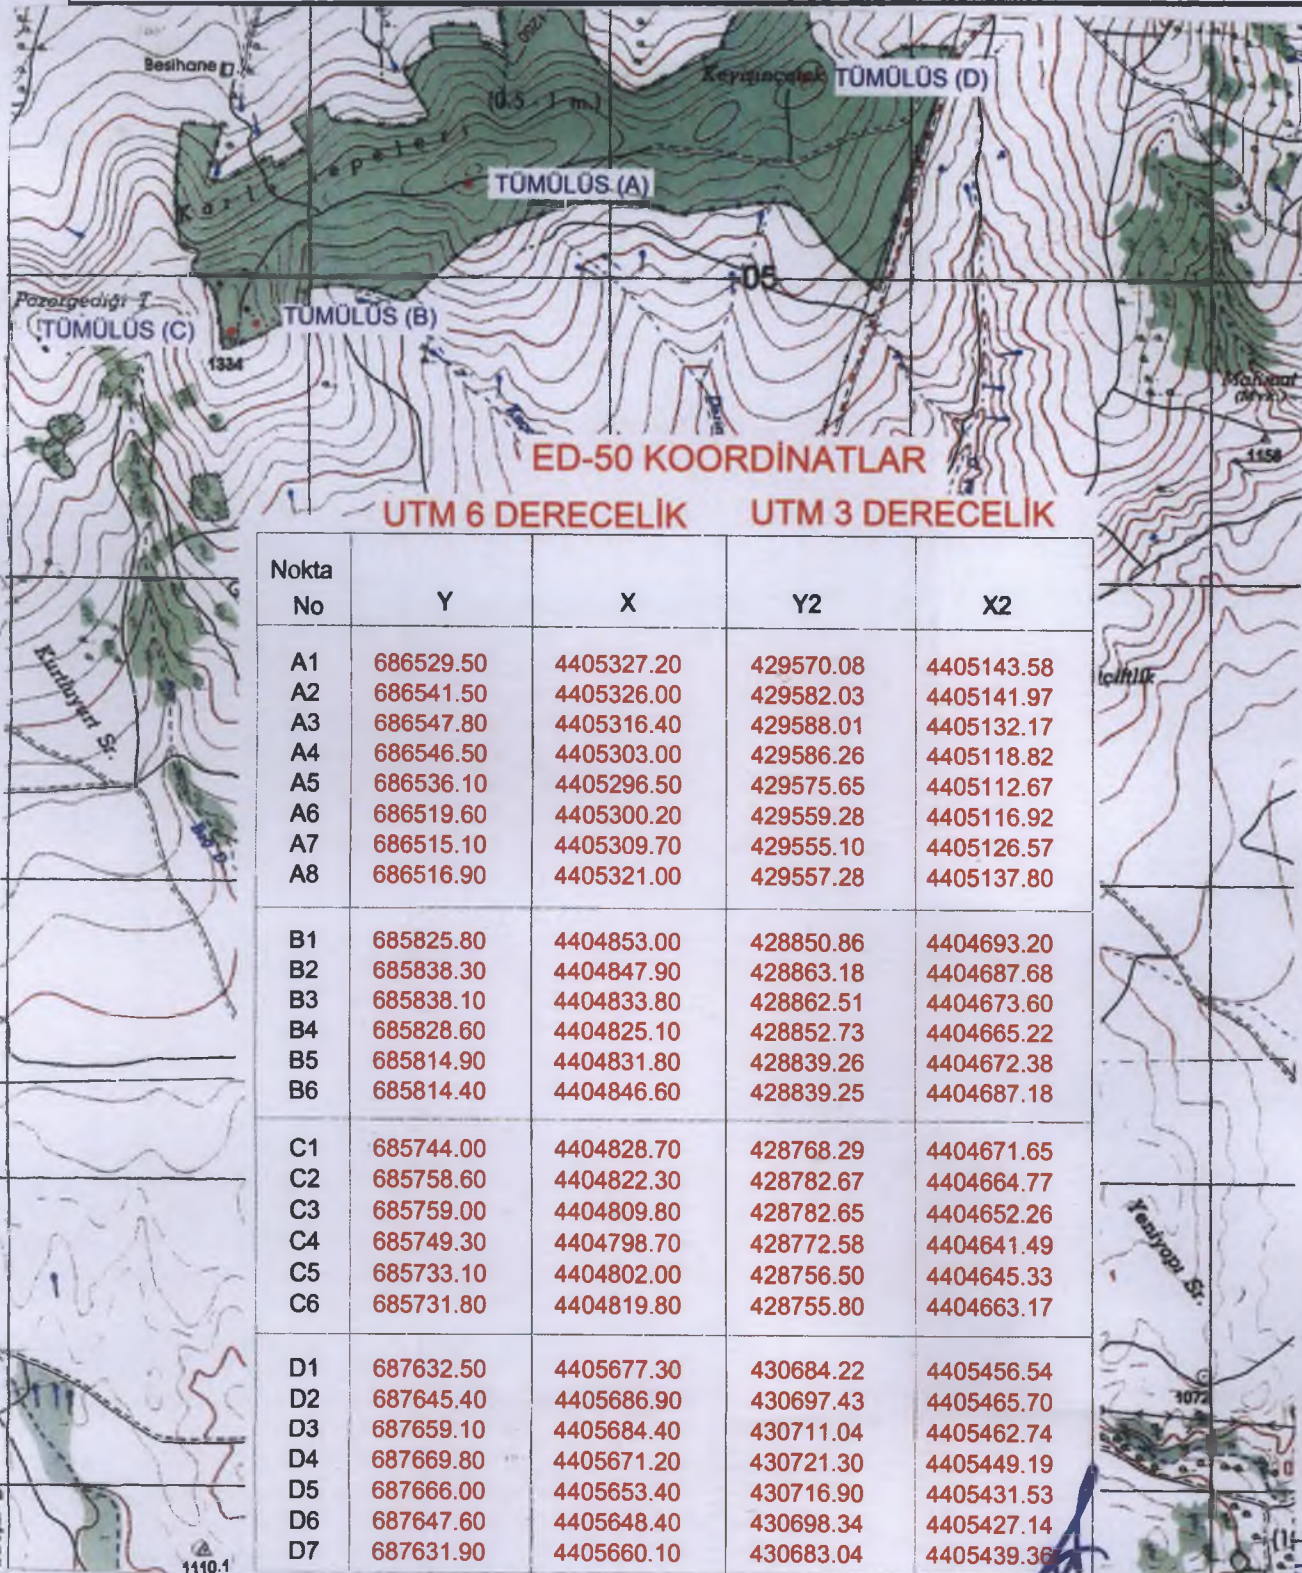 1200
Besihane
Keyişinçatak TÜMÜLÜS (D)
(0.5 - 1 m.)
Karlı tepeleri
TÜMÜLÜS (A)
05
Pazargediği T.
TÜMÜLÜS (C)
TÜMÜLÜS (B)
1334
Mahmut
(Mvk.)
1158
ED-50 KOORDİNATLAR
UTM 6 DERECELİK UTM 3 DERECELİK
Nokta
No Y X Y2 X2
A1 686529.50 4405327.20 429570.08 4405143.58
A2 686541.50 4405326.00 429582.03 4405141.97
A3 686547.80 4405316.40 429588.01 4405132.17
A4 686546.50 4405303.00 429586.26 4405118.82
A5 686536.10 4405296.50 429575.65 4405112.67
A6 686519.60 4405300.20 429559.28 4405116.92
A7 686515.10 4405309.70 429555.10 4405126.57
A8 686516.90 4405321.00 429557.28 4405137.80
B1 685825.80 4404853.00 428850.86 4404693.20
B2 685838.30 4404847.90 428863.18 4404687.68
B3 685838.10 4404833.80 428862.51 4404673.60
B4 685828.60 4404825.10 428852.73 4404665.22
B5 685814.90 4404831.80 428839.26 4404672.38
B6 685814.40 4404846.60 428839.25 4404687.18
C1 685744.00 4404828.70 428768.29 4404671.65
C2 685758.60 4404822.30 428782.67 4404664.77
C3 685759.00 4404809.80 428782.65 4404652.26
C4 685749.30 4404798.70 428772.58 4404641.49
C5 685733.10 4404802.00 428756.50 4404645.33
C6 685731.80 4404819.80 428755.80 4404663.17
D1 687632.50 4405677.30 430684.22 4405456.54
D2 687645.40 4405686.90 430697.43 4405465.70
D3 687659.10 4405684.40 430711.04 4405462.74
D4 687669.80 4405671.20 430721.30 4405449.19
D5 687666.00 4405653.40 430716.90 4405431.53
D6 687647.60 4405648.40 430698.34 4405427.14
D7 687631.90 4405660.10 430683.04 4405439.36
Kurtluyurt Sr.
içiftlik
Yeniyapı Sr.
1072
1110.1